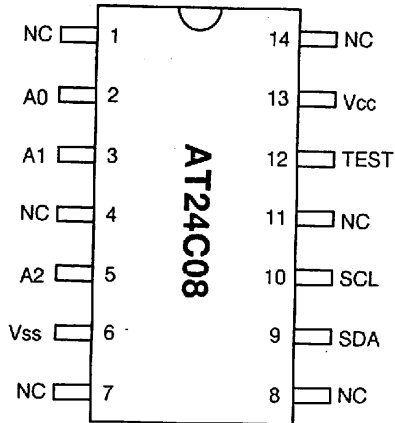 NC 1 14 NC
A0 2 13 Vcc
A1 3 12 TEST
NC 4 11 NC
A2 5 10 SCL
Vss 6 9 SDA
NC 7 8 NC
AT24C08